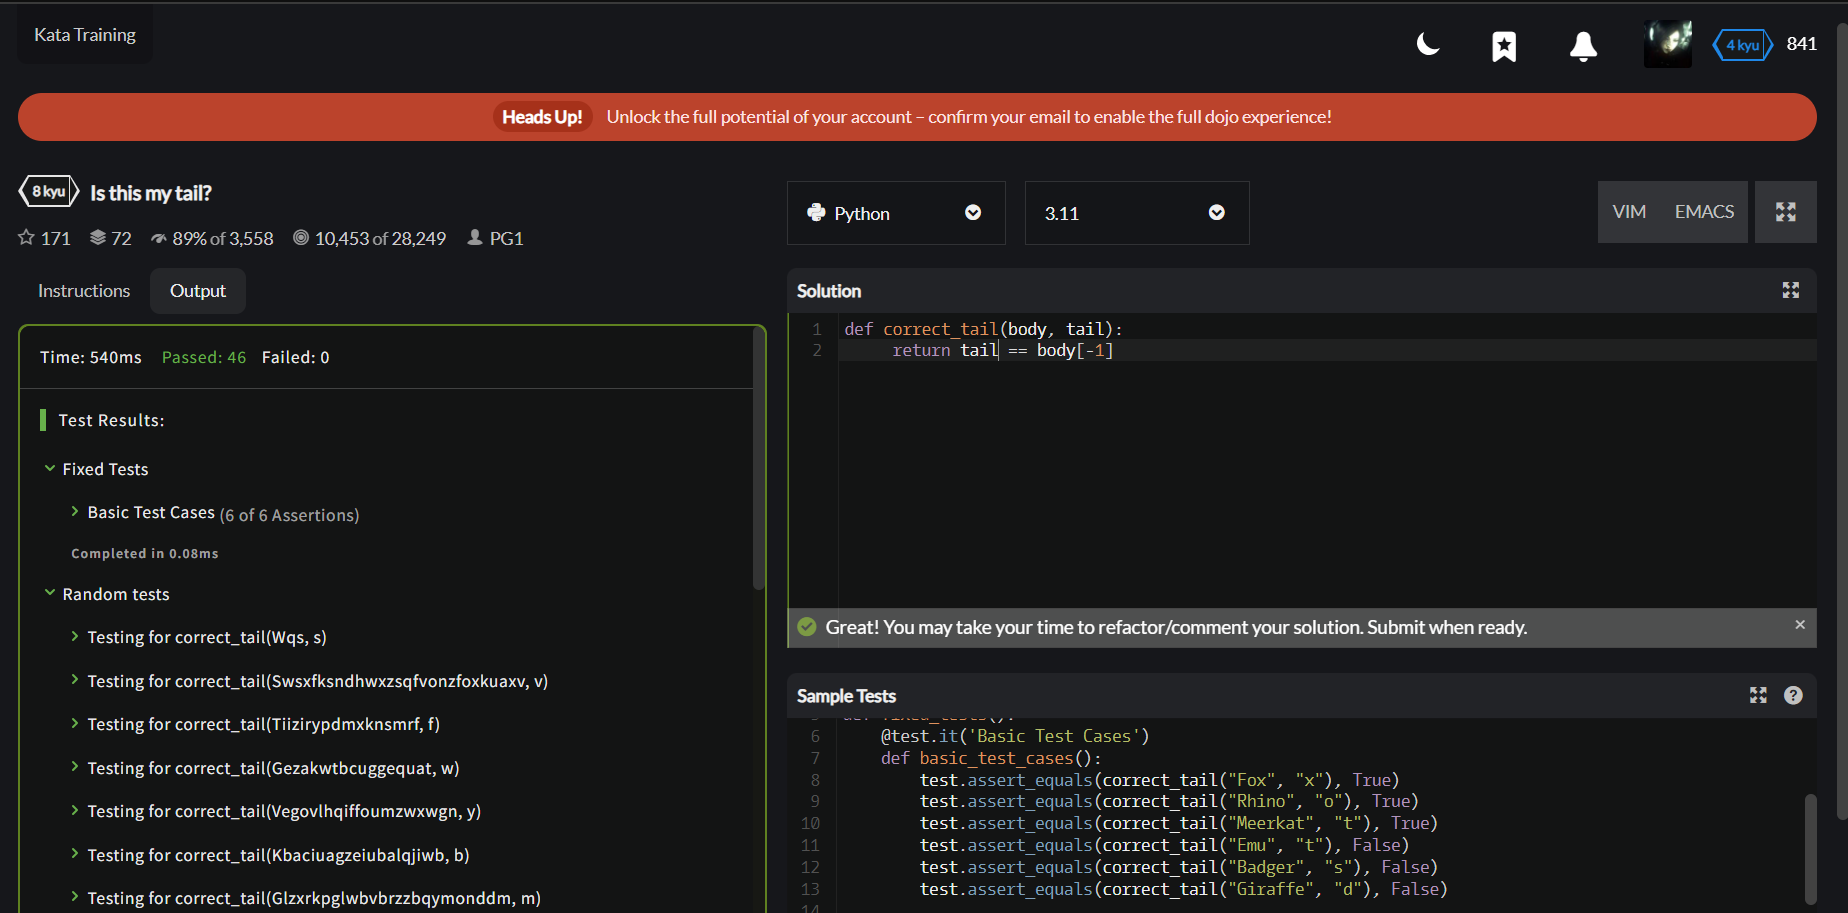 Kata Training
4 kyu 841
Heads Up! Unlock the full potential of your account – confirm your email to enable the full dojo experience!
8 kyu Is this my tail?
171 72 89% of 3,558 10,453 of 28,249 PG1
Instructions Output
Time: 540ms Passed: 46 Failed: 0
Test Results:
Fixed Tests
Basic Test Cases (6 of 6 Assertions)
Completed in 0.08ms
Random tests
Testing for correct_tail(Wqs, s)
Testing for correct_tail(Swsxfksndhwxzsqfvonzfoxkuaxv, v)
Testing for correct_tail(Tiizirypdmxknsmrf, f)
Testing for correct_tail(Gezakwtbcuggequat, w)
Testing for correct_tail(Vegovlhqiffoumzwxwgn, y)
Testing for correct_tail(Kbaciuagzeiubalqjiwb, b)
Testing for correct_tail(Glzxrkpglwbvbrzzbqymonddm, m)
Python 3.11 VIM EMACS
Solution
1 def correct_tail(body, tail):
2 return tail == body[-1]
Great! You may take your time to refactor/comment your solution. Submit when ready. ×
Sample Tests ?
6 @test.it('Basic Test Cases')
7 def basic_test_cases():
8 test.assert_equals(correct_tail("Fox", "x"), True)
9 test.assert_equals(correct_tail("Rhino", "o"), True)
10 test.assert_equals(correct_tail("Meerkat", "t"), True)
11 test.assert_equals(correct_tail("Emu", "t"), False)
12 test.assert_equals(correct_tail("Badger", "s"), False)
13 test.assert_equals(correct_tail("Giraffe", "d"), False)